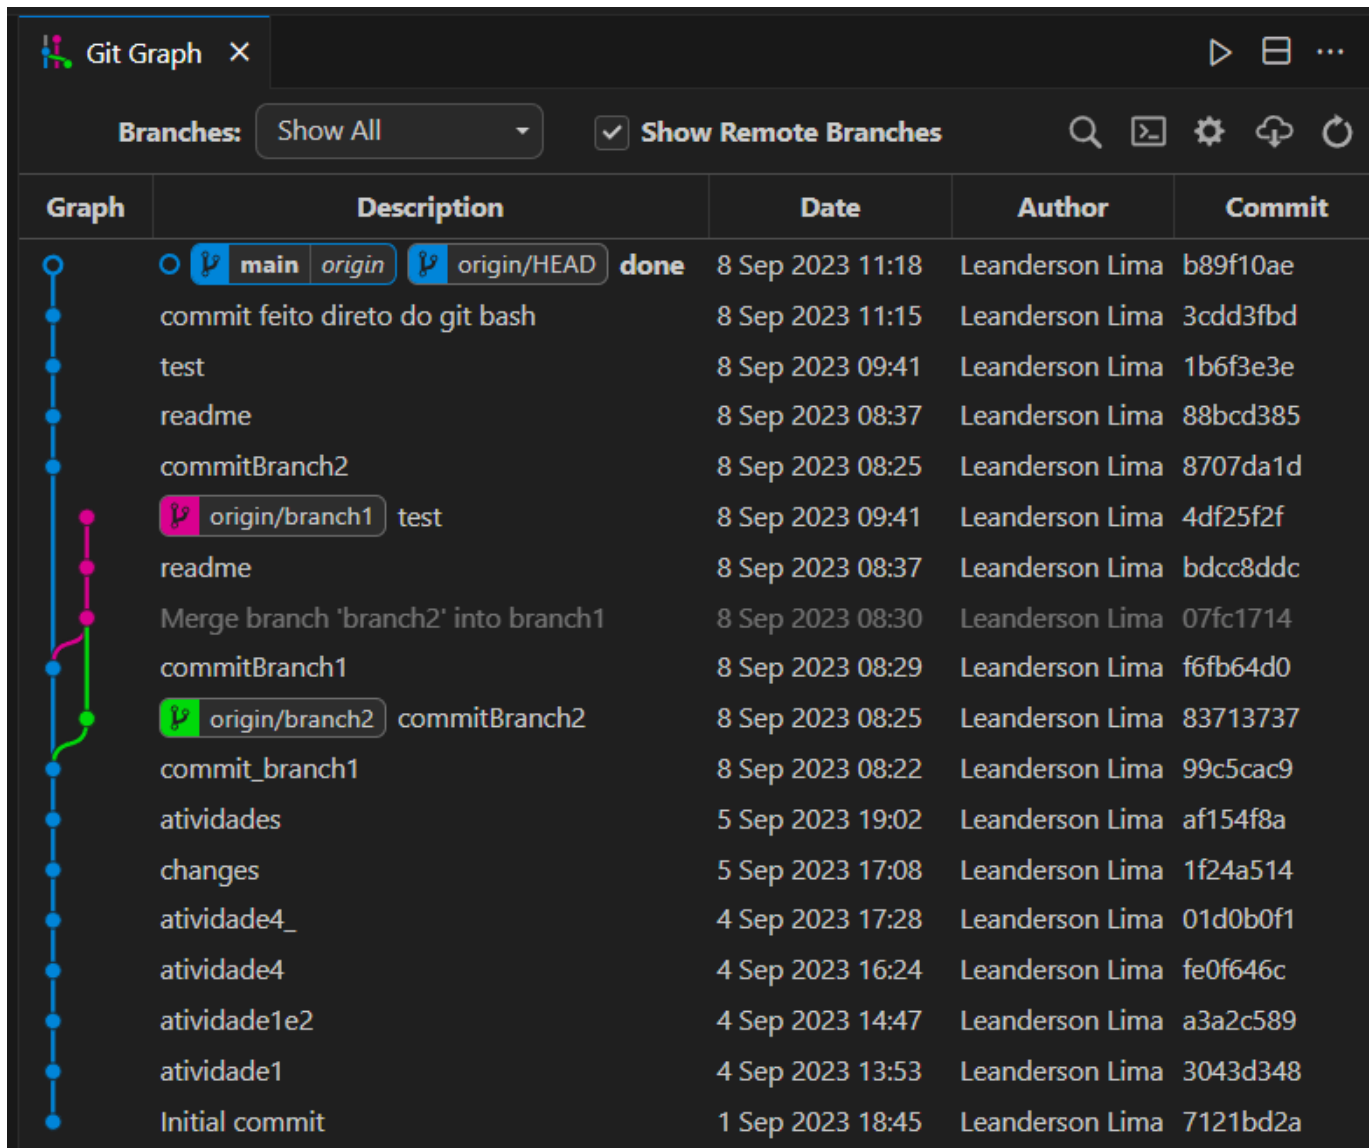 Git Graph
Branches: Show All Show Remote Branches
Graph Description Date Author Commit
main origin origin/HEAD done 8 Sep 2023 11:18 Leanderson Lima b89f10ae
commit feito direto do git bash 8 Sep 2023 11:15 Leanderson Lima 3cdd3fbd
test 8 Sep 2023 09:41 Leanderson Lima 1b6f3e3e
readme 8 Sep 2023 08:37 Leanderson Lima 88bcd385
commitBranch2 8 Sep 2023 08:25 Leanderson Lima 8707da1d
origin/branch1 test 8 Sep 2023 09:41 Leanderson Lima 4df25f2f
readme 8 Sep 2023 08:37 Leanderson Lima bdcc8ddc
Merge branch 'branch2' into branch1 8 Sep 2023 08:30 Leanderson Lima 07fc1714
commitBranch1 8 Sep 2023 08:29 Leanderson Lima f6fb64d0
origin/branch2 commitBranch2 8 Sep 2023 08:25 Leanderson Lima 83713737
commit_branch1 8 Sep 2023 08:22 Leanderson Lima 99c5cac9
atividades 5 Sep 2023 19:02 Leanderson Lima af154f8a
changes 5 Sep 2023 17:08 Leanderson Lima 1f24a514
atividade4_ 4 Sep 2023 17:28 Leanderson Lima 01d0b0f1
atividade4 4 Sep 2023 16:24 Leanderson Lima fe0f646c
atividade1e2 4 Sep 2023 14:47 Leanderson Lima a3a2c589
atividade1 4 Sep 2023 13:53 Leanderson Lima 3043d348
Initial commit 1 Sep 2023 18:45 Leanderson Lima 7121bd2a